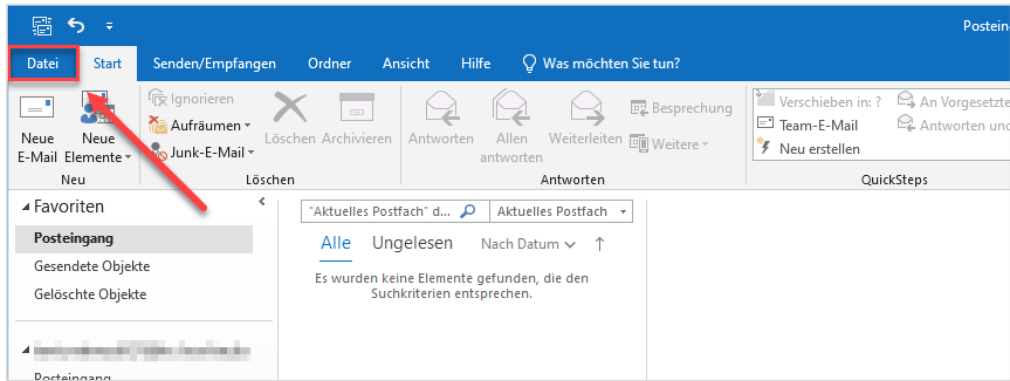 Postein
Datei Start Senden/Empfangen Ordner Ansicht Hilfe Was möchten Sie tun?
Neue E-Mail
Neue Elemente
Neu
Ignorieren
Aufräumen
Junk-E-Mail
Löschen Archivieren
Löschen
Antworten
Allen antworten
Weiterleiten
Besprechung
Weitere
Antworten
Verschieben in: ?
Team-E-Mail
Neu erstellen
An Vorgesetzte
Antworten und
QuickSteps
Favoriten
Posteingang
Gesendete Objekte
Gelöschte Objekte
Posteingang
"Aktuelles Postfach" d... Aktuelles Postfach
Alle Ungelesen Nach Datum
Es wurden keine Elemente gefunden, die den
Suchkriterien entsprechen.